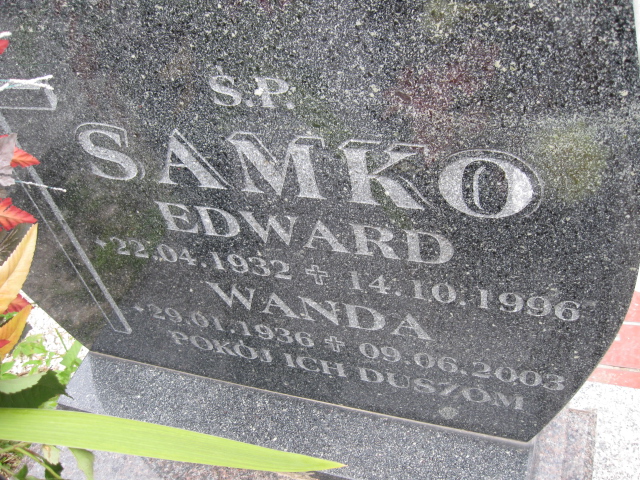 Ś.P.
SAMKO
EDWARD
*22.04.1932 ✝ 14.10.1996
WANDA
*29.01.1936 ✝ 09.06.2003
POKÓJ ICH DUSZOM